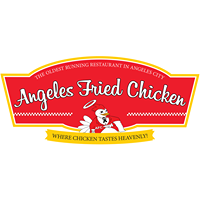 THE OLDEST RUNNING RESTAURANT IN ANGELES CITY
Angeles Fried Chicken
WHERE CHICKEN TASTES HEAVENLY!